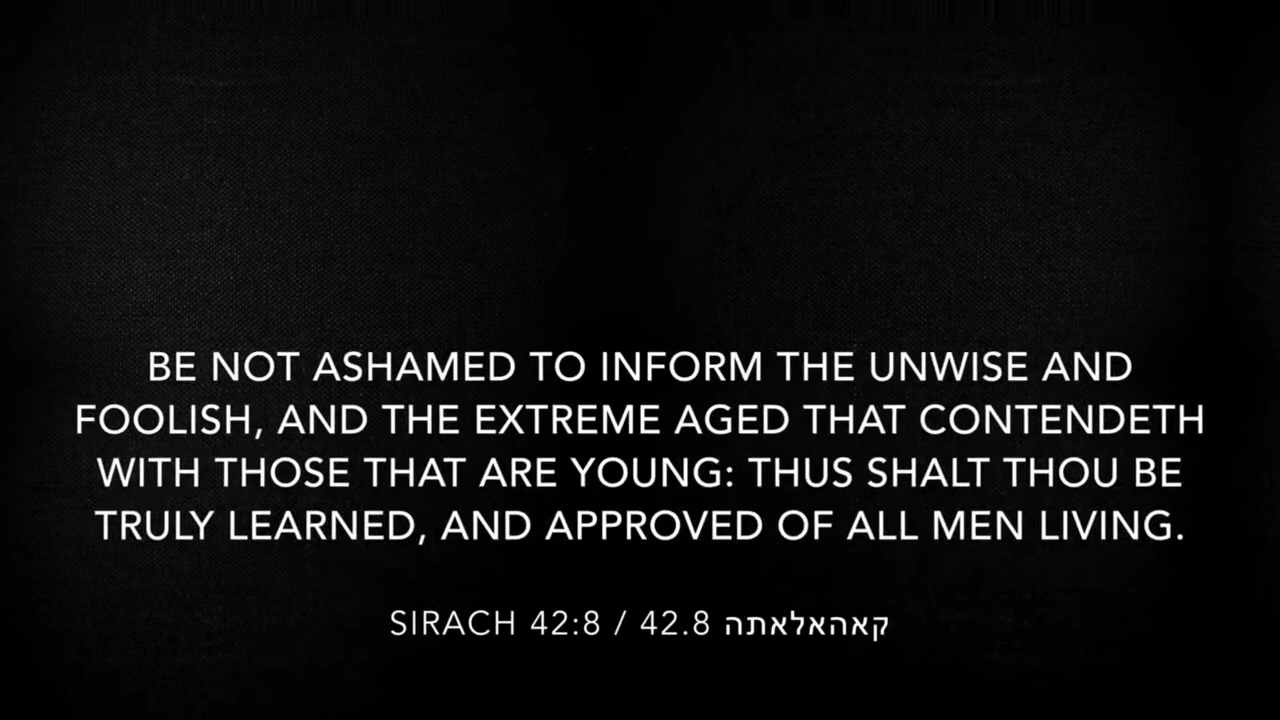 BE NOT ASHAMED TO INFORM THE UNWISE AND
FOOLISH, AND THE EXTREME AGED THAT CONTENDETH
WITH THOSE THAT ARE YOUNG: THUS SHALT THOU BE
TRULY LEARNED, AND APPROVED OF ALL MEN LIVING.
SIRACH 42:8 / 42.8 קאהאלאתה